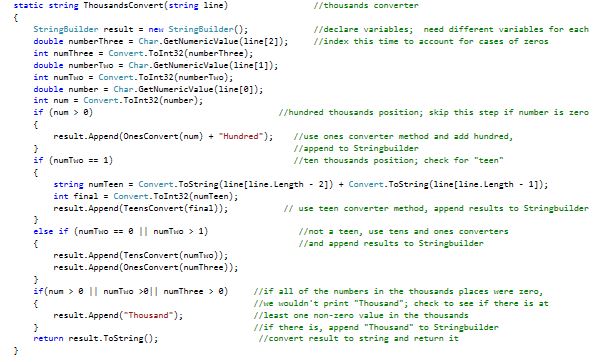 static string ThousandsConvert(string line) //thousands converter
{
StringBuilder result = new StringBuilder(); //declare variables; need different variables for each
double numberThree = Char.GetNumericValue(line[2]); //index this time to account for cases of zeros
int numThree = Convert.ToInt32(numberThree);
double numberTwo = Char.GetNumericValue(line[1]);
int numTwo = Convert.ToInt32(numberTwo);
double number = Char.GetNumericValue(line[0]);
int num = Convert.ToInt32(number);
if (num > 0) //hundred thousands position; skip this step if number is zero
{
result.Append(OnesConvert(num) + "Hundred"); //use ones converter method and add hundred,
} //append to Stringbuilder
if (numTwo == 1) //ten thousands position; check for "teen"
{
string numTeen = Convert.ToString(line[line.Length - 2]) + Convert.ToString(line[line.Length - 1]);
int final = Convert.ToInt32(numTeen);
result.Append(TeensConvert(final)); // use teen converter method, append results to Stringbuilder
}
else if (numTwo == 0 || numTwo > 1) //not a teen, use tens and ones converters
{ //and append results to Stringbuilder
result.Append(TensConvert(numTwo));
result.Append(OnesConvert(numThree));
}
if(num > 0 || numTwo >0|| numThree > 0) //if all of the numbers in the thousands places were zero,
{ //we wouldn't print "Thousand"; check to see if there is at
result.Append("Thousand"); //least one non-zero value in the thousands
} //if there is, append "Thousand" to Stringbuilder
return result.ToString(); //convert result to string and return it
}